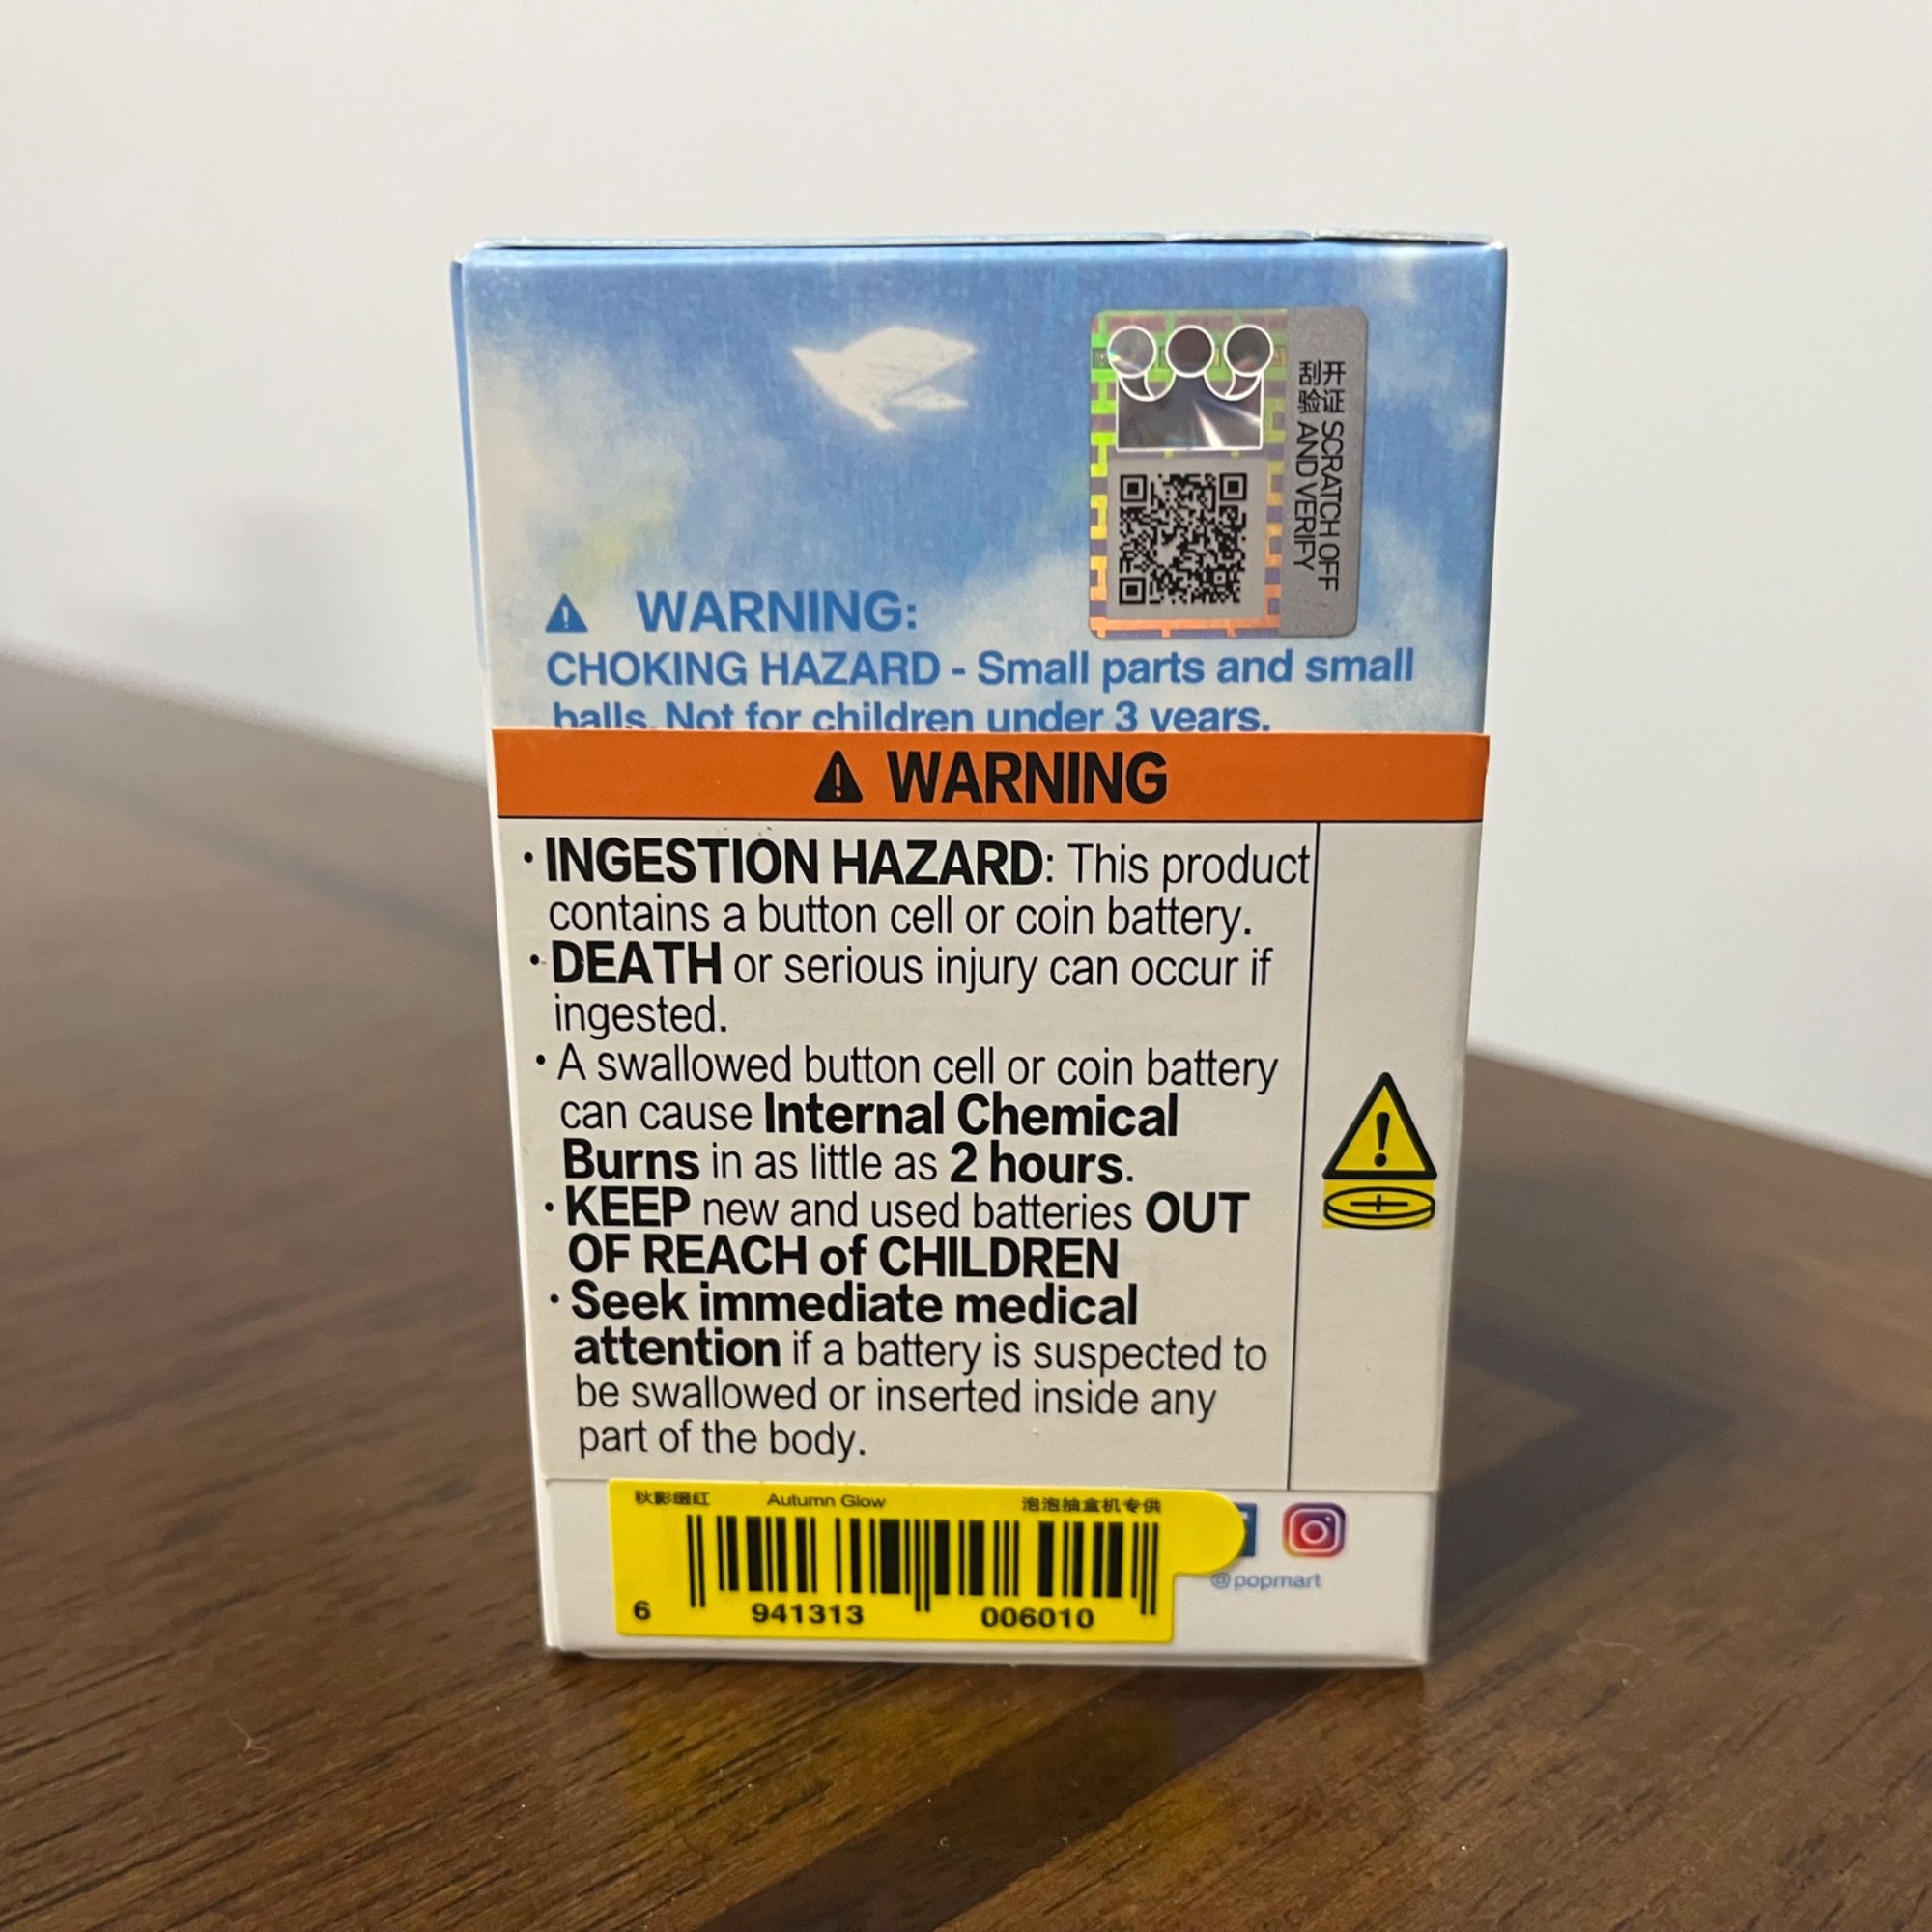 开证 SCRATCH OFF
刮验 AND VERIFY
WARNING:
CHOKING HAZARD - Small parts and small
balls. Not for children under 3 years.
WARNING
· INGESTION HAZARD: This product
contains a button cell or coin battery.
· DEATH or serious injury can occur if
ingested.
· A swallowed button cell or coin battery
can cause Internal Chemical
Burns in as little as 2 hours.
· KEEP new and used batteries OUT
OF REACH of CHILDREN
· Seek immediate medical
attention if a battery is suspected to
be swallowed or inserted inside any
part of the body.
秋影缀红 Autumn Glow 泡泡抽盒机专供
6 941313 006010
@popmart